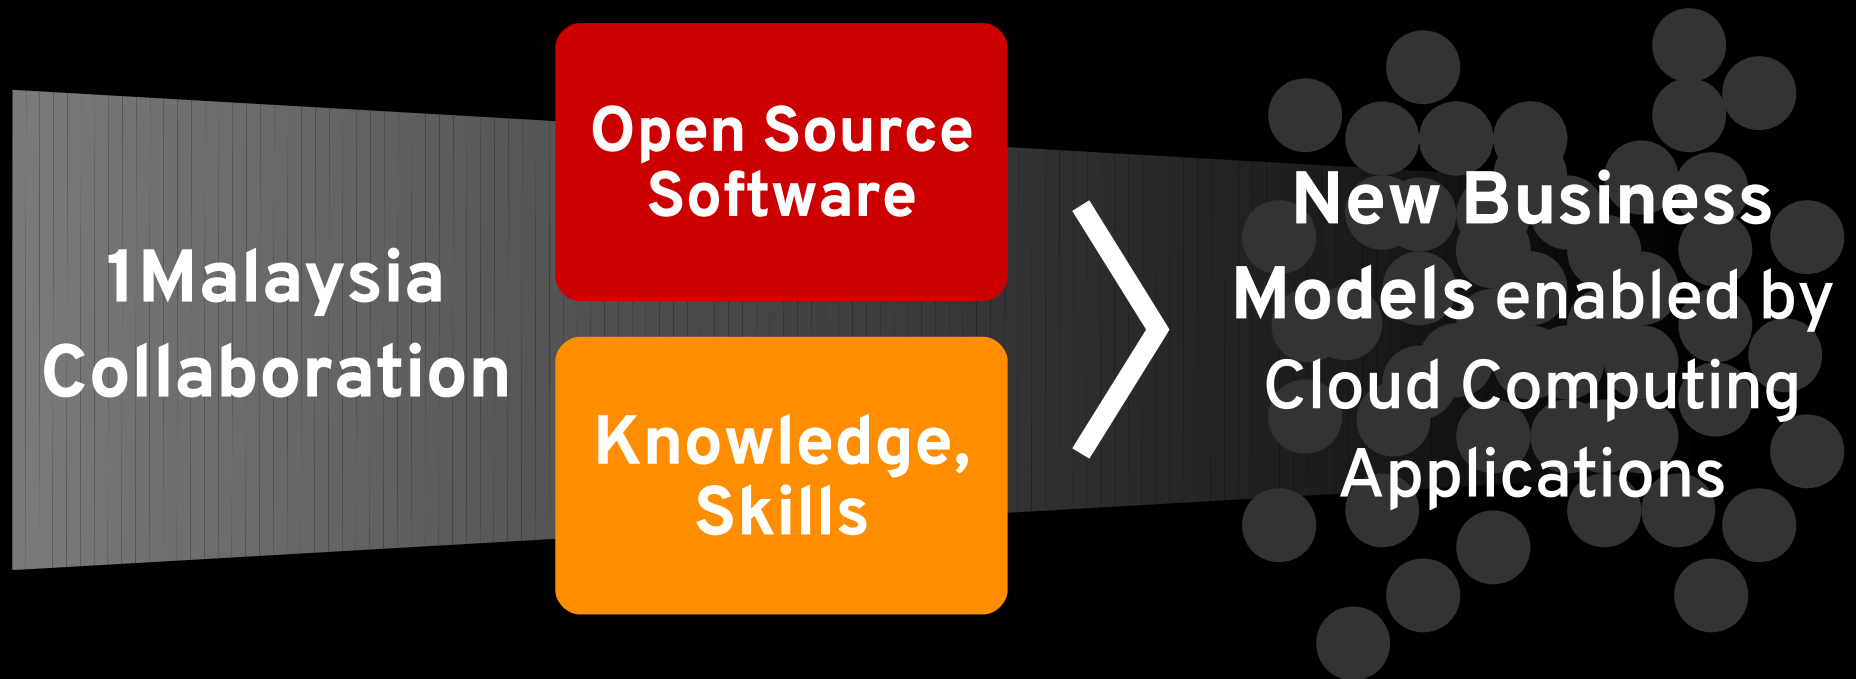 1Malaysia
Collaboration
Open Source
Software
Knowledge,
Skills
New Business
Models enabled by
Cloud Computing
Applications